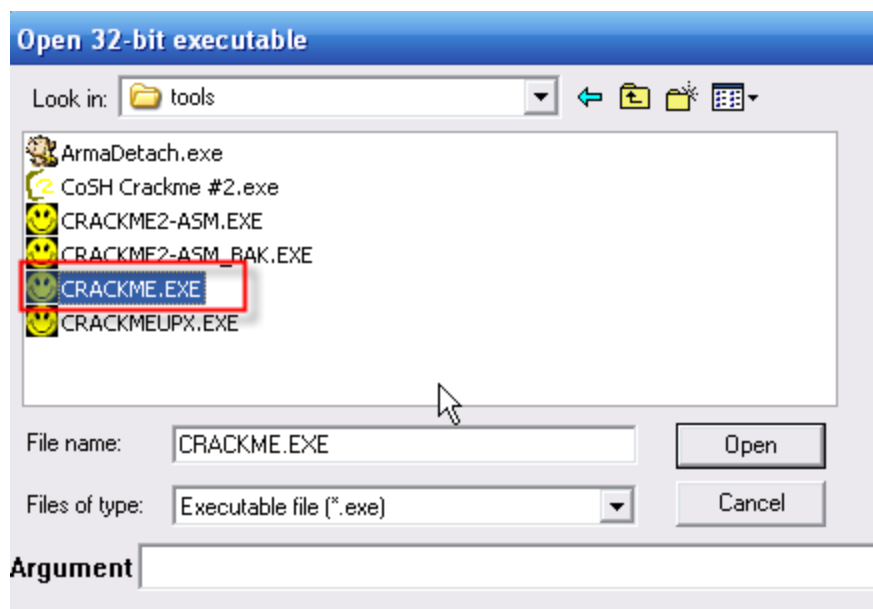 Open 32-bit executable
Look in: tools
ArmaDetach.exe
CoSH Crackme #2.exe
CRACKME2-ASM.EXE
CRACKME2-ASM_BAK.EXE
CRACKME.EXE
CRACKMEUPX.EXE
File name: CRACKME.EXE Open
Files of type: Executable file (*.exe) Cancel
Argument